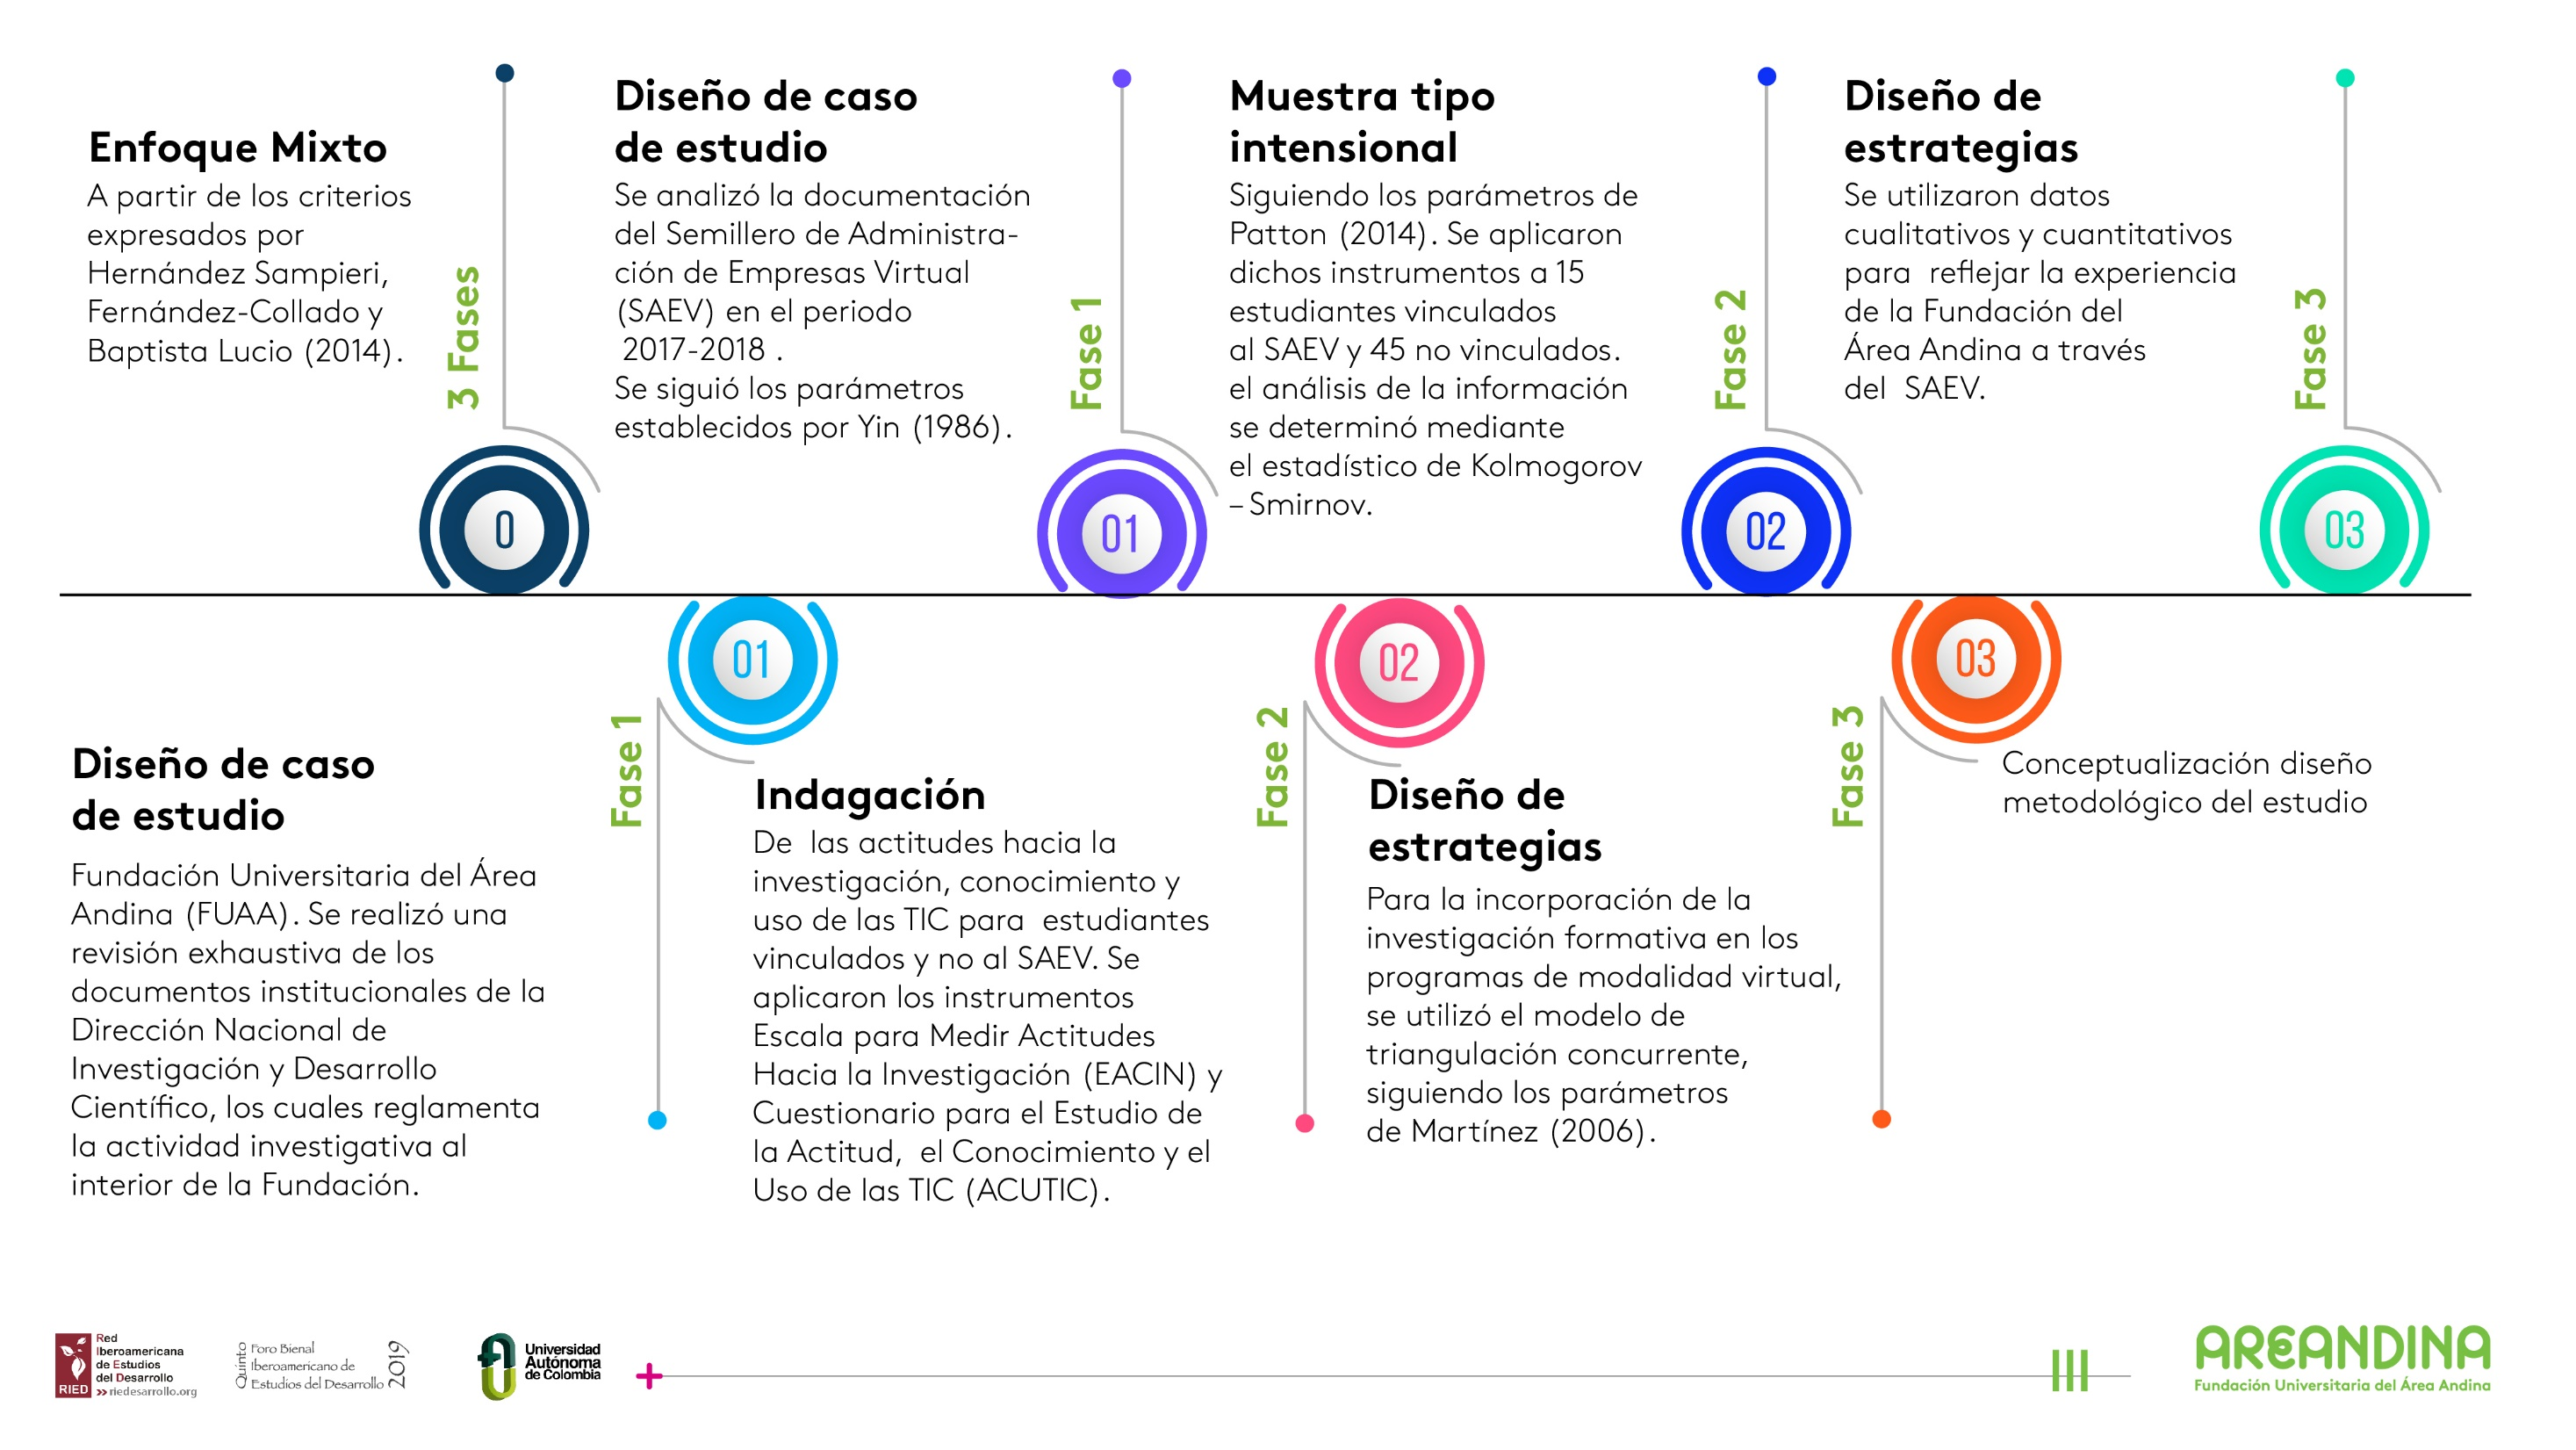 Enfoque Mixto
A partir de los criterios
expresados por
Hernández Sampieri,
Fernández-Collado y
Baptista Lucio (2014).
3 Fases
0
Diseño de caso
de estudio
Se analizó la documentación
del Semillero de Administra-
ción de Empresas Virtual
(SAEV) en el periodo
2017-2018 .
Se siguió los parámetros
establecidos por Yin (1986).
Fase 1
01
Muestra tipo
intensional
Siguiendo los parámetros de
Patton (2014). Se aplicaron
dichos instrumentos a 15
estudiantes vinculados
al SAEV y 45 no vinculados.
el análisis de la información
se determinó mediante
el estadístico de Kolmogorov
– Smirnov.
Fase 2
02
Diseño de
estrategias
Se utilizaron datos
cualitativos y cuantitativos
para  reflejar la experiencia
de la Fundación del
Área Andina a través
del  SAEV.
Fase 3
03
Diseño de caso
de estudio
Fundación Universitaria del Área
Andina (FUAA). Se realizó una
revisión exhaustiva de los
documentos institucionales de la
Dirección Nacional de
Investigación y Desarrollo
Científico, los cuales reglamenta
la actividad investigativa al
interior de la Fundación.
Fase 1
01
Indagación
De  las actitudes hacia la
investigación, conocimiento y
uso de las TIC para  estudiantes
vinculados y no al SAEV. Se
aplicaron los instrumentos
Escala para Medir Actitudes
Hacia la Investigación (EACIN) y
Cuestionario para el Estudio de
la Actitud,  el Conocimiento y el
Uso de las TIC (ACUTIC).
Fase 2
02
Diseño de
estrategias
Para la incorporación de la
investigación formativa en los
programas de modalidad virtual,
se utilizó el modelo de
triangulación concurrente,
siguiendo los parámetros
de Martínez (2006).
Fase 3
03
Conceptualización diseño
metodológico del estudio
RIED
Red
Iberoamericana
de Estudios
del Desarrollo
>> riedesarrollo.org
Quinto
Foro Bienal
Iberoamericano de
Estudios del Desarrollo
2019
Universidad
Autónoma
de Colombia
AREANDINA
Fundación Universitaria del Área Andina